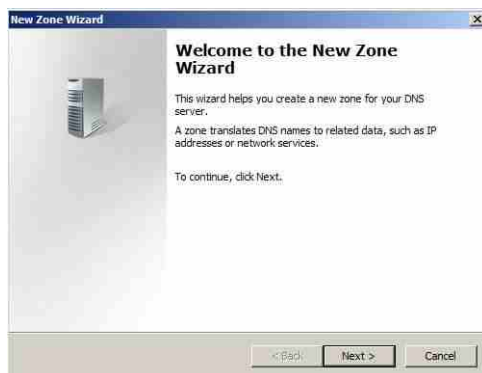 New Zone Wizard
Welcome to the New Zone
Wizard
This wizard helps you create a new zone for your DNS
server.
A zone translates DNS names to related data, such as IP
addresses or network services.
To continue, click Next.
< Back
Next >
Cancel